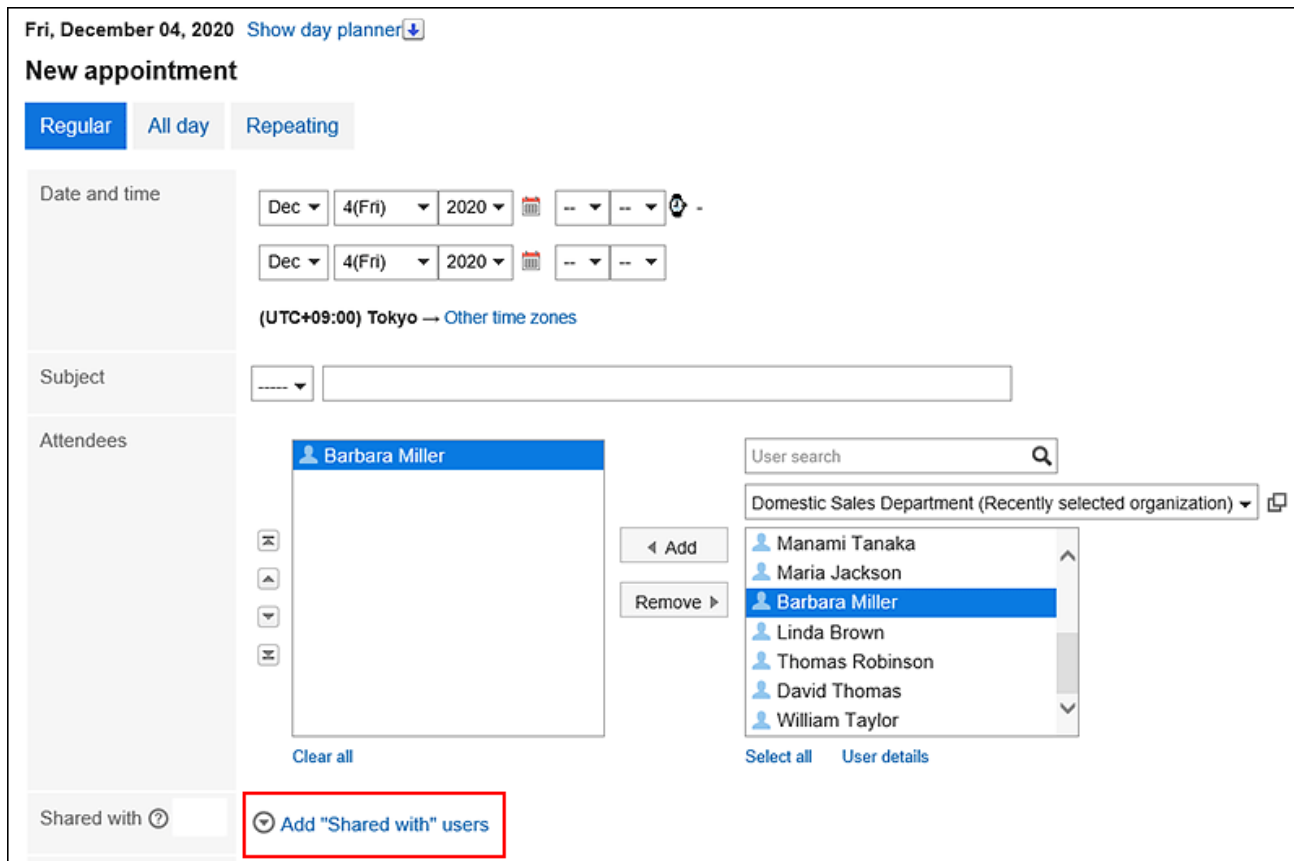 Fri, December 04, 2020 Show day planner
New appointment
Regular All day Repeating
Date and time
Dec 4(Fri) 2020 -- -- -
Dec 4(Fri) 2020 -- --
(UTC+09:00) Tokyo → Other time zones
Subject
-----
Attendees
Barbara Miller
Clear all
Add
Remove
User search
Domestic Sales Department (Recently selected organization)
Manami Tanaka
Maria Jackson
Barbara Miller
Linda Brown
Thomas Robinson
David Thomas
William Taylor
Select all User details
Shared with ?
Add "Shared with" users